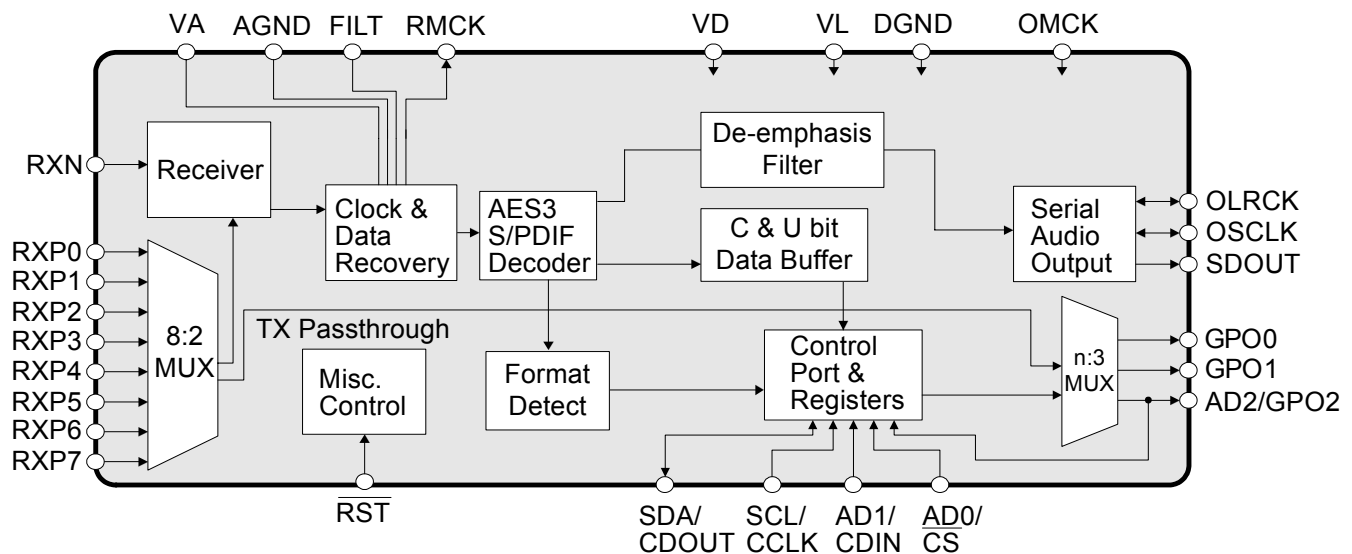 VA AGND FILT RMCK VD VL DGND OMCK
RXN
Receiver
Clock &
Data
Recovery
AES3
S/PDIF
Decoder
De-emphasis
Filter
C & U bit
Data Buffer
Serial
Audio
Output
OLRCK
OSCLK
SDOUT
RXP0
RXP1
RXP2
RXP3
RXP4
RXP5
RXP6
RXP7
8:2
MUX
TX Passthrough
Misc.
Control
Format
Detect
Control
Port &
Registers
n:3
MUX
GPO0
GPO1
AD2/GPO2
RST
SDA/
CDOUT
SCL/
CCLK
AD1/
CDIN
AD0/
CS